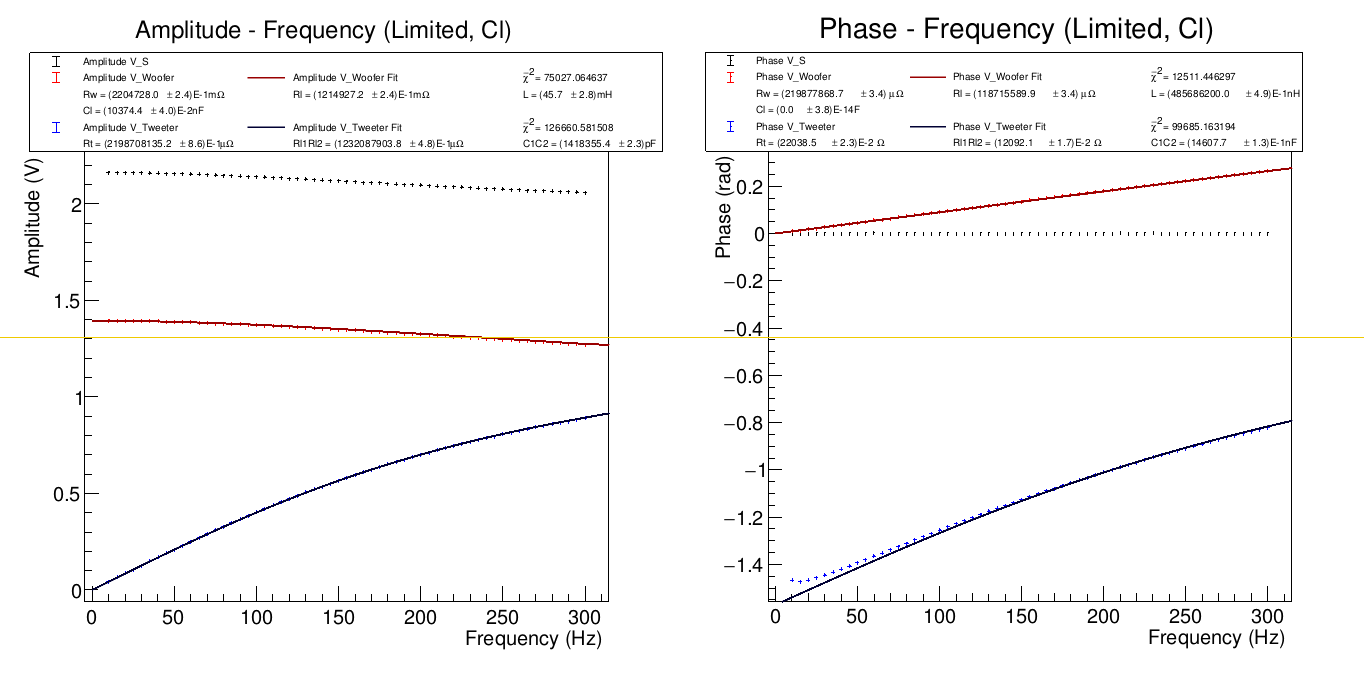 Amplitude - Frequency (Limited, Cl)
Amplitude V_S
Amplitude V_Woofer Amplitude V_Woofer Fit χ̄²= 75027.064637
Rw = (2204728.0 ± 2.4)E-1mΩ Rl = (1214927.2 ± 2.4)E-1mΩ L = (45.7 ± 2.8)mH
Cl = (10374.4 ± 4.0)E-2nF
Amplitude V_Tweeter Amplitude V_Tweeter Fit χ̄²= 126660.581508
Rt = (2198708135.2 ± 8.6)E-1μΩ Rl1Rl2 = (1232087903.8 ± 4.8)E-1μΩ C1C2 = (1418355.4 ± 2.3)pF
Amplitude (V)
2
1.5
1
0.5
0
0 50 100 150 200 250 300
Frequency (Hz)
Phase - Frequency (Limited, Cl)
Phase V_S
Phase V_Woofer Phase V_Woofer Fit χ̄²= 12511.446297
Rw = (219877868.7 ± 3.4) μΩ Rl = (118715589.9 ± 3.4) μΩ L = (485686200.0 ± 4.9)E-1nH
Cl = (0.0 ± 3.8)E-14F
Phase V_Tweeter Phase V_Tweeter Fit χ̄²= 99685.163194
Rt = (22038.5 ± 2.3)E-2 Ω Rl1Rl2 = (12092.1 ± 1.7)E-2 Ω C1C2 = (14607.7 ± 1.3)E-1nF
Phase (rad)
0.2
0
−0.2
−0.4
−0.6
−0.8
−1
−1.2
−1.4
0 50 100 150 200 250 300
Frequency (Hz)